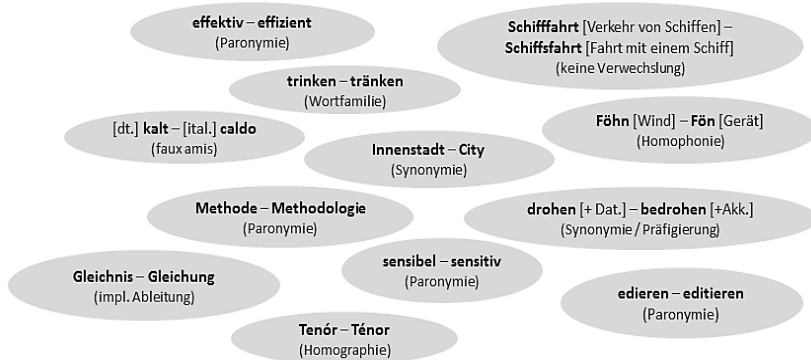 effektiv – effizient
(Paronymie)
Schifffahrt [Verkehr von Schiffen] –
Schiffsfahrt [Fahrt mit einem Schiff]
(keine Verwechslung)
trinken – tränken
(Wortfamilie)
[dt.] kalt – [ital.] caldo
(faux amis)
Föhn [Wind] – Fön [Gerät]
(Homophonie)
Innenstadt – City
(Synonymie)
Methode – Methodologie
(Paronymie)
drohen [+ Dat.] – bedrohen [+Akk.]
(Synonymie / Präfigierung)
sensibel – sensitiv
(Paronymie)
Gleichnis – Gleichung
(impl. Ableitung)
edieren – editieren
(Paronymie)
Tenór – Ténor
(Homographie)